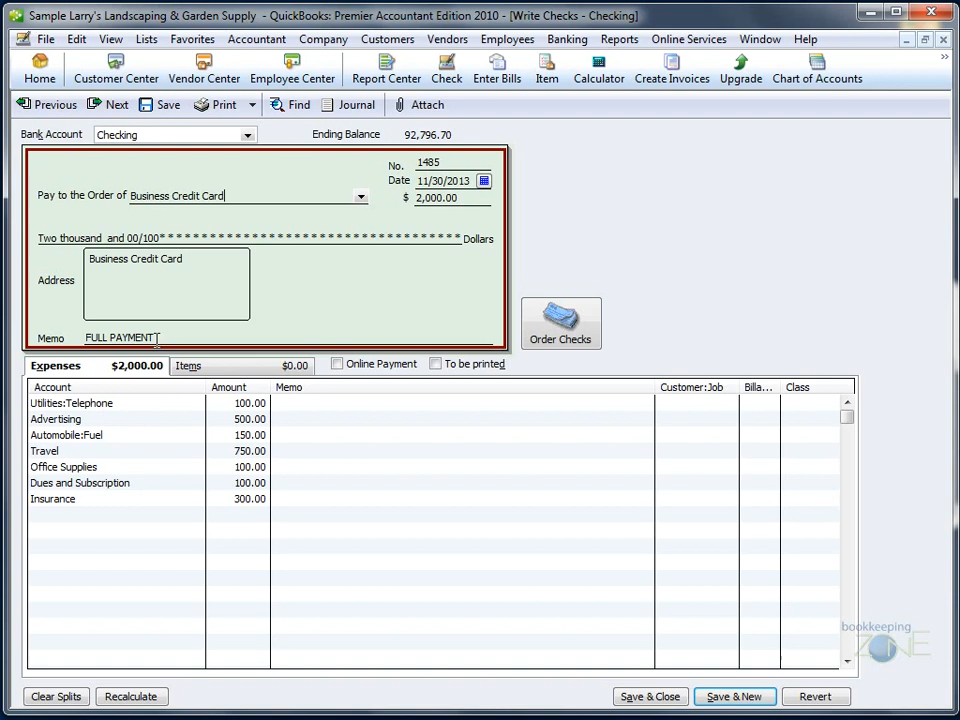 Sample Larry's Landscaping & Garden Supply - QuickBooks: Premier Accountant Edition 2010 - [Write Checks - Checking]
File Edit View Lists Favorites Accountant Company Customers Vendors Employees Banking Reports Online Services Window Help
Home Customer Center Vendor Center Employee Center Report Center Check Enter Bills Item Calculator Create Invoices Upgrade Chart of Accounts
Previous Next Save Print Find Journal Attach
Bank Account Checking Ending Balance 92,796.70
No. 1485
Date 11/30/2013
Pay to the Order of Business Credit Card $ 2,000.00
Two thousand and 00/100* * * * * * * * * * * * * * * * * * * * * * * * * * * * * * * * * * * * Dollars
Business Credit Card
Address
Memo FULL PAYMENT
Order Checks
Expenses $2,000.00 Items $0.00 Online Payment To be printed
Account Amount Memo Customer:Job Billa... Class
Utilities:Telephone 100.00
Advertising 500.00
Automobile:Fuel 150.00
Travel 750.00
Office Supplies 100.00
Dues and Subscription 100.00
Insurance 300.00
bookkeeping
ZONE
Clear Splits Recalculate Save & Close Save & New Revert